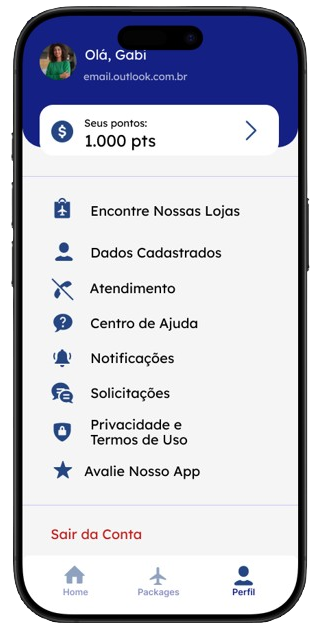 Olá, Gabi
email.outlook.com.br
Seus pontos:
1.000 pts
Encontre Nossas Lojas
Dados Cadastrados
Atendimento
Centro de Ajuda
Notificações
Solicitações
Privacidade e
Termos de Uso
Avalie Nosso App
Sair da Conta
Home
Packages
Perfil